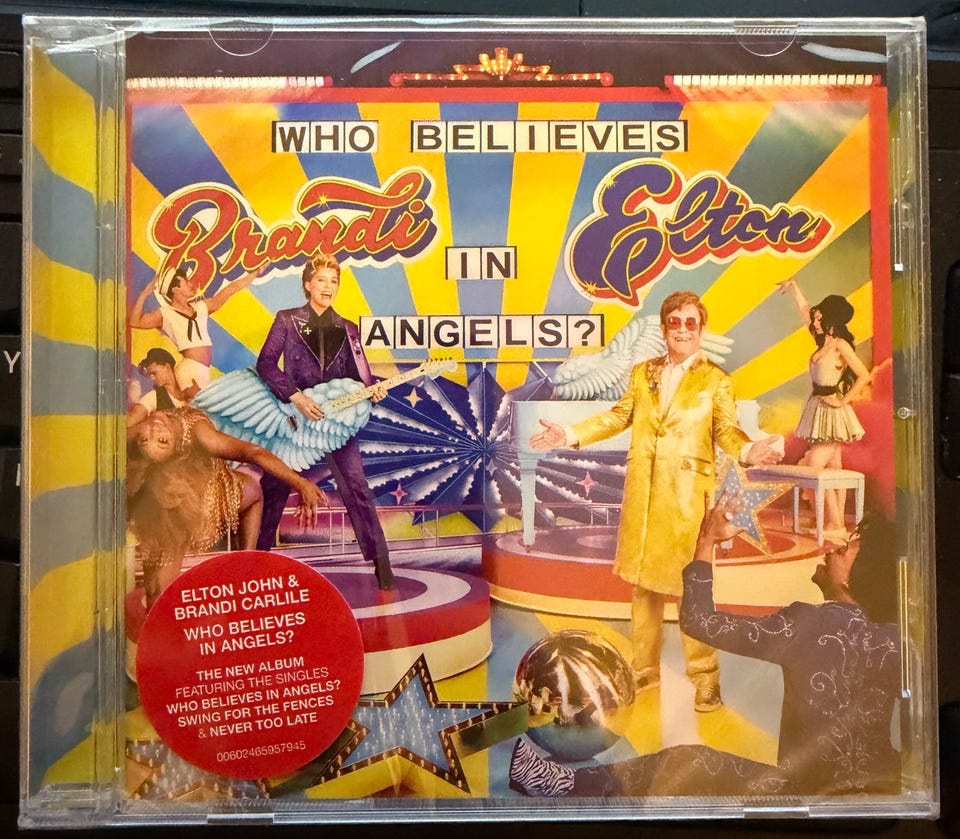 WHO BELIEVES
Brandi
Elton
IN
ANGELS?
ELTON JOHN &
BRANDI CARLILE
WHO BELIEVES
IN ANGELS?
THE NEW ALBUM
FEATURING THE SINGLES
WHO BELIEVES IN ANGELS?
SWING FOR THE FENCES
& NEVER TOO LATE
00602465957945
Y